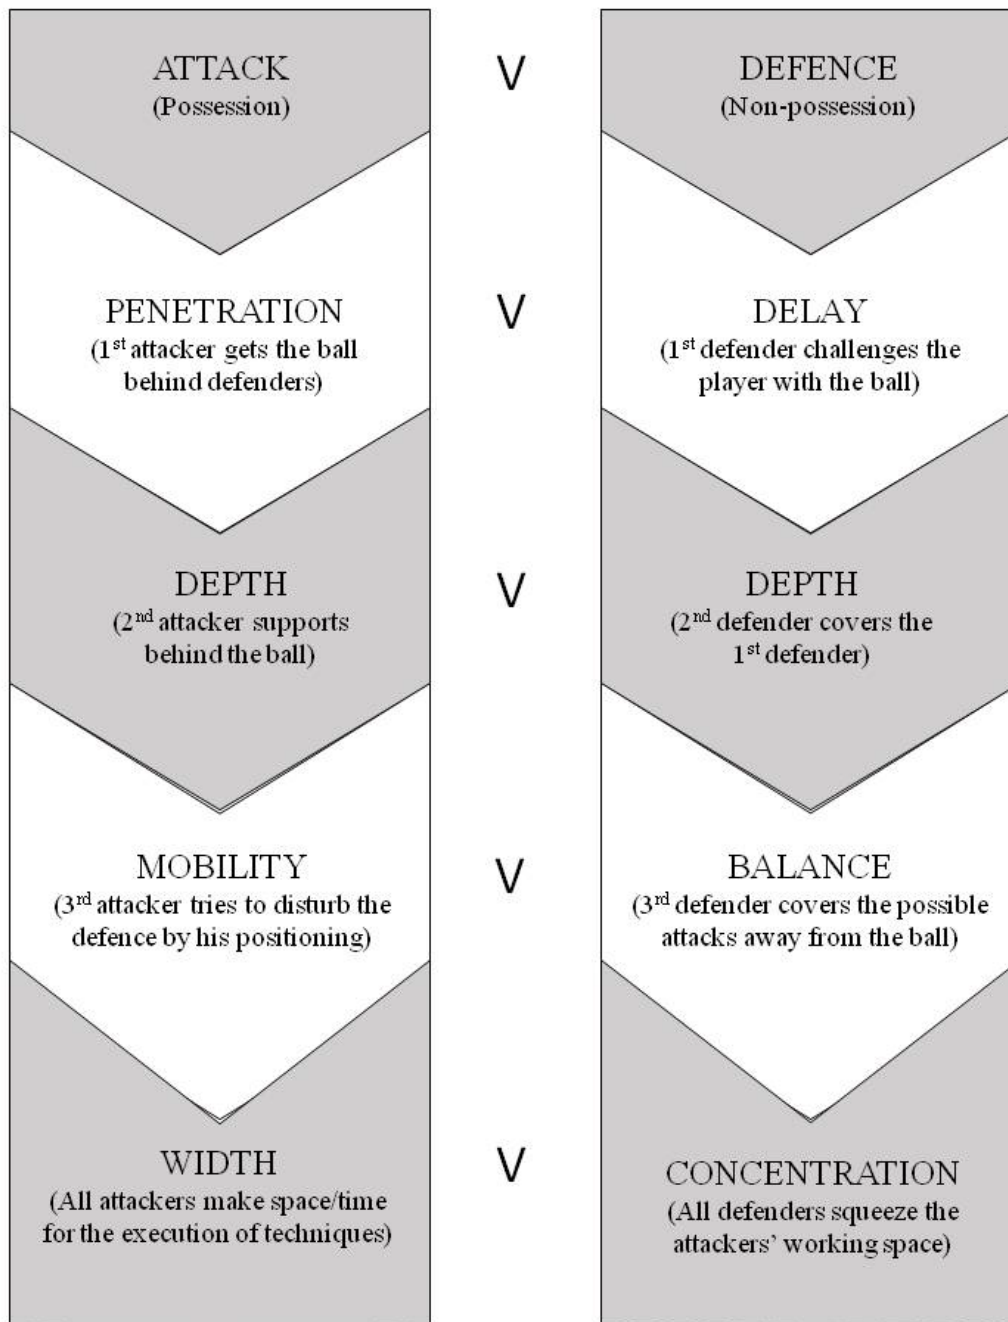 ATTACK
(Possession)
V
DEFENCE
(Non-possession)
PENETRATION
(1st attacker gets the ball
behind defenders)
V
DELAY
(1st defender challenges the
player with the ball)
DEPTH
(2nd attacker supports
behind the ball)
V
DEPTH
(2nd defender covers the
1st defender)
MOBILITY
(3rd attacker tries to disturb the
defence by his positioning)
V
BALANCE
(3rd defender covers the possible
attacks away from the ball)
WIDTH
(All attackers make space/time
for the execution of techniques)
V
CONCENTRATION
(All defenders squeeze the
attackers’ working space)